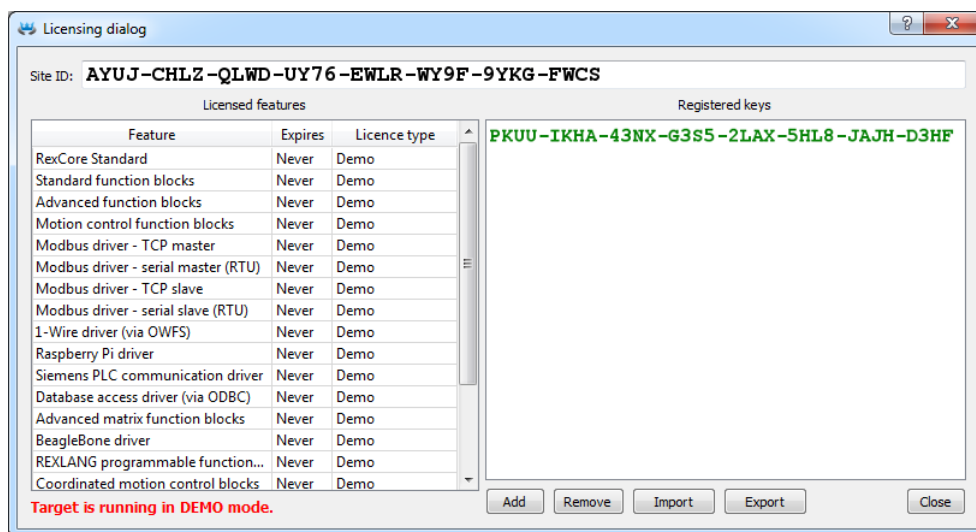 Licensing dialog
Site ID: AYUJ-CHLZ-QLWD-UY76-EWLR-WY9F-9YKG-FWCS
Licensed features
Registered keys
Feature Expires Licence type
PKUU-IKHA-43NX-G3S5-2LAX-5HL8-JAJH-D3HF
RexCore Standard Never Demo
Standard function blocks Never Demo
Advanced function blocks Never Demo
Motion control function blocks Never Demo
Modbus driver - TCP master Never Demo
Modbus driver - serial master (RTU) Never Demo
Modbus driver - TCP slave Never Demo
Modbus driver - serial slave (RTU) Never Demo
1-Wire driver (via OWFS) Never Demo
Raspberry Pi driver Never Demo
Siemens PLC communication driver Never Demo
Database access driver (via ODBC) Never Demo
Advanced matrix function blocks Never Demo
BeagleBone driver Never Demo
REXLANG programmable function... Never Demo
Coordinated motion control blocks Never Demo
Target is running in DEMO mode.
Add Remove Import Export Close